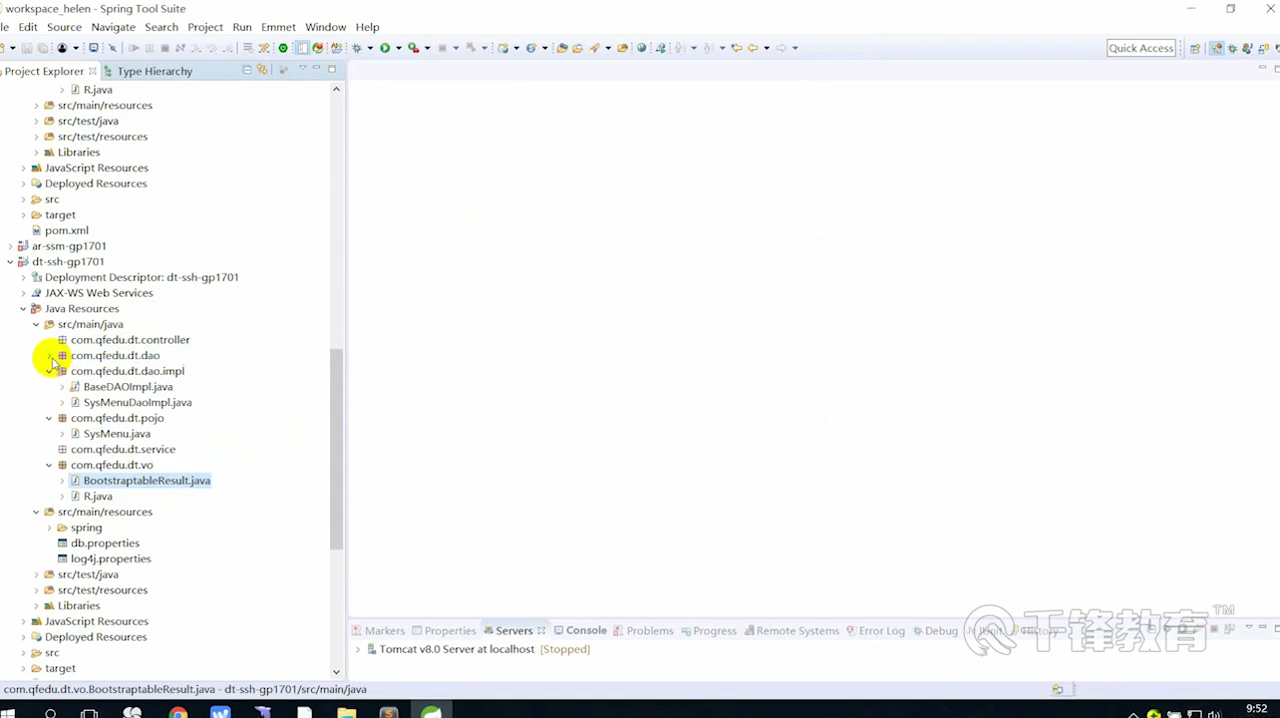 workspace_helen - Spring Tool Suite
le Edit Source Navigate Search Project Run Emmet Window Help
Quick Access
Project Explorer Type Hierarchy
R.java
src/main/resources
src/test/java
src/test/resources
Libraries
JavaScript Resources
Deployed Resources
src
target
pom.xml
ar-ssm-gp1701
dt-ssh-gp1701
Deployment Descriptor: dt-ssh-gp1701
JAX-WS Web Services
Java Resources
src/main/java
com.qfedu.dt.controller
com.qfedu.dt.dao
com.qfedu.dt.dao.impl
BaseDAOImpl.java
SysMenuDaoImpl.java
com.qfedu.dt.pojo
SysMenu.java
com.qfedu.dt.service
com.qfedu.dt.vo
BootstraptableResult.java
R.java
src/main/resources
spring
db.properties
log4j.properties
src/test/java
src/test/resources
Libraries
JavaScript Resources
Deployed Resources
src
target
Markers Properties Servers Console Problems Progress Remote Systems Error Log Debug JUnit History
Tomcat v8.0 Server at localhost [Stopped]
千锋教育™
com.qfedu.dt.vo.BootstraptableResult.java - dt-ssh-gp1701/src/main/java
9:52